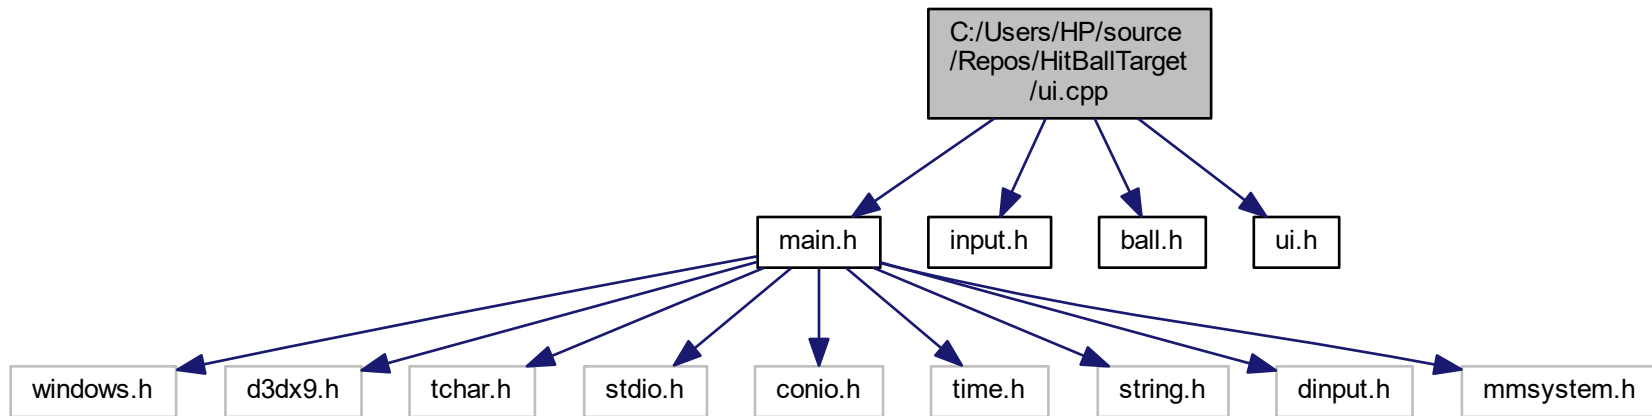 C:/Users/HP/source
/Repos/HitBallTarget
/ui.cpp
main.h
input.h
ball.h
ui.h
windows.h
d3dx9.h
tchar.h
stdio.h
conio.h
time.h
string.h
dinput.h
mmsystem.h